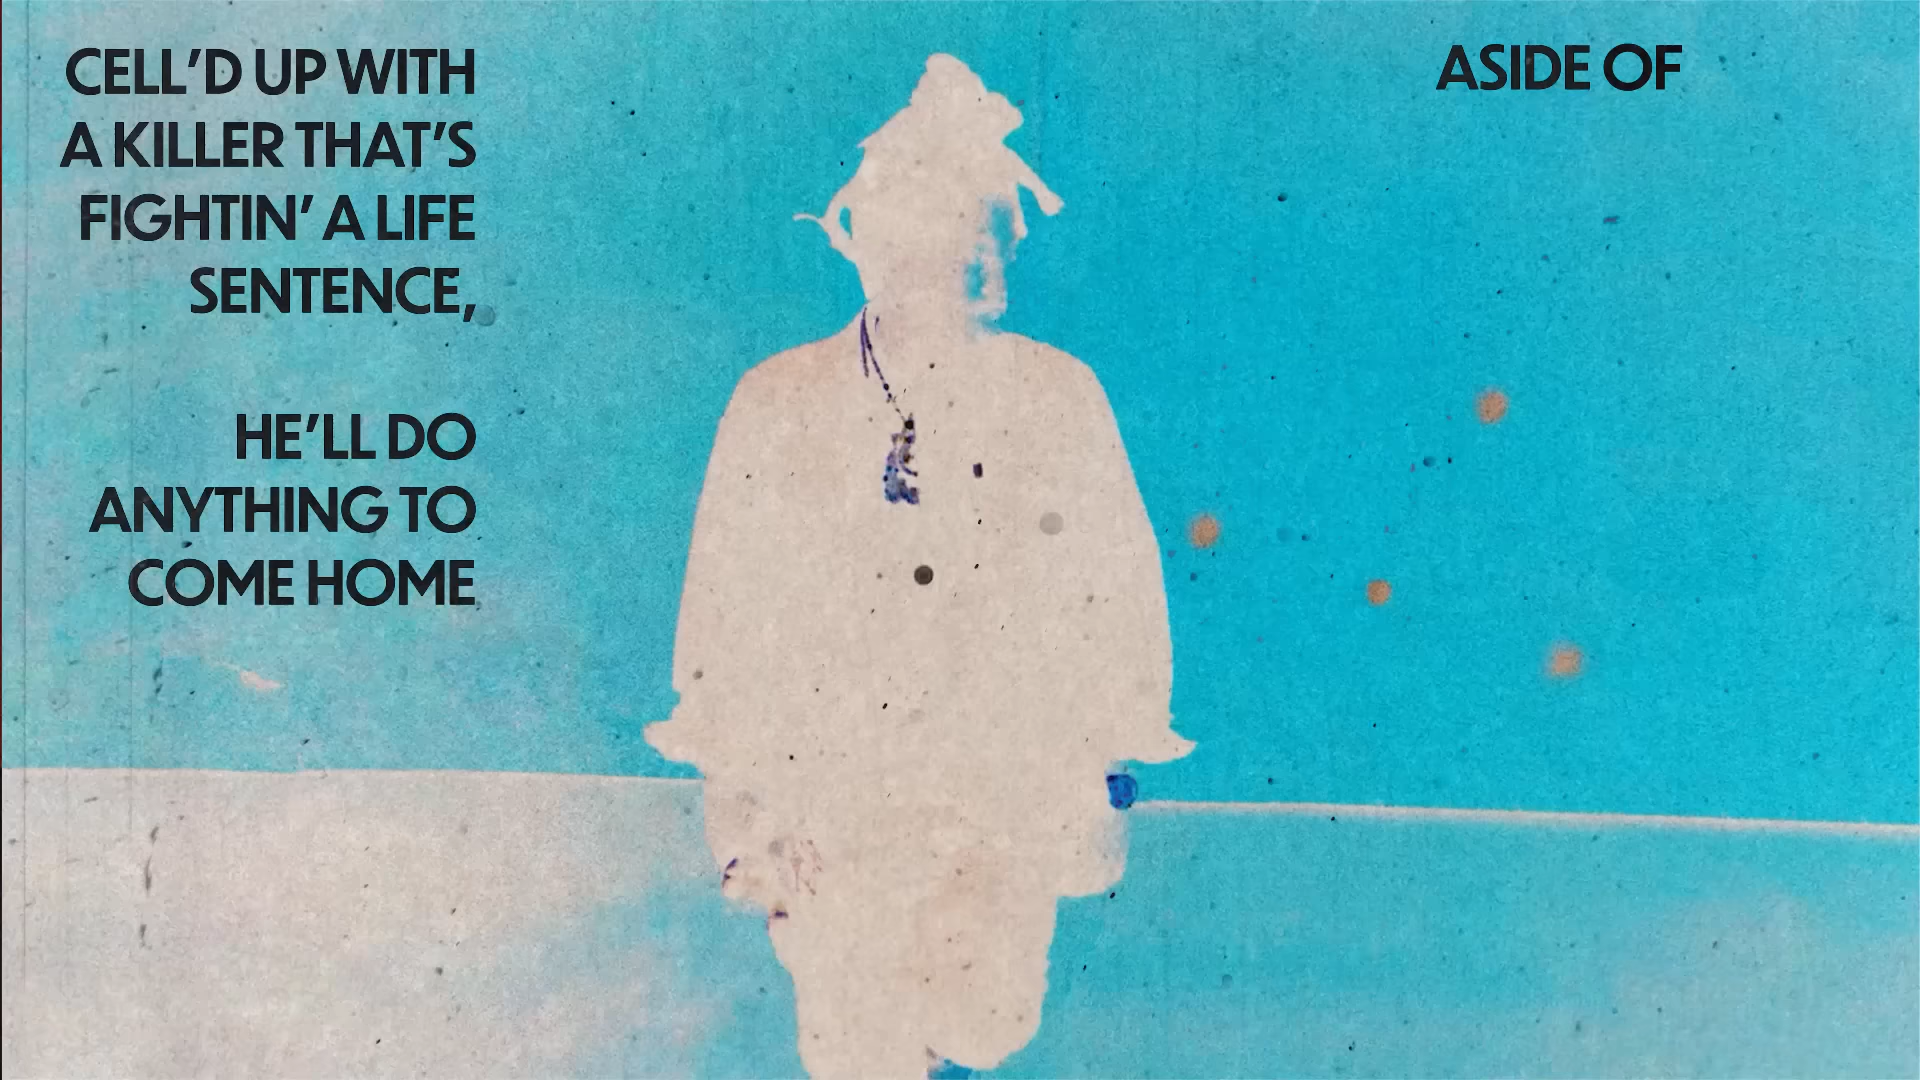 CELL’D UP WITH
A KILLER THAT’S
FIGHTIN’ A LIFE
SENTENCE,
HE’LL DO
ANYTHING TO
COME HOME
ASIDE OF